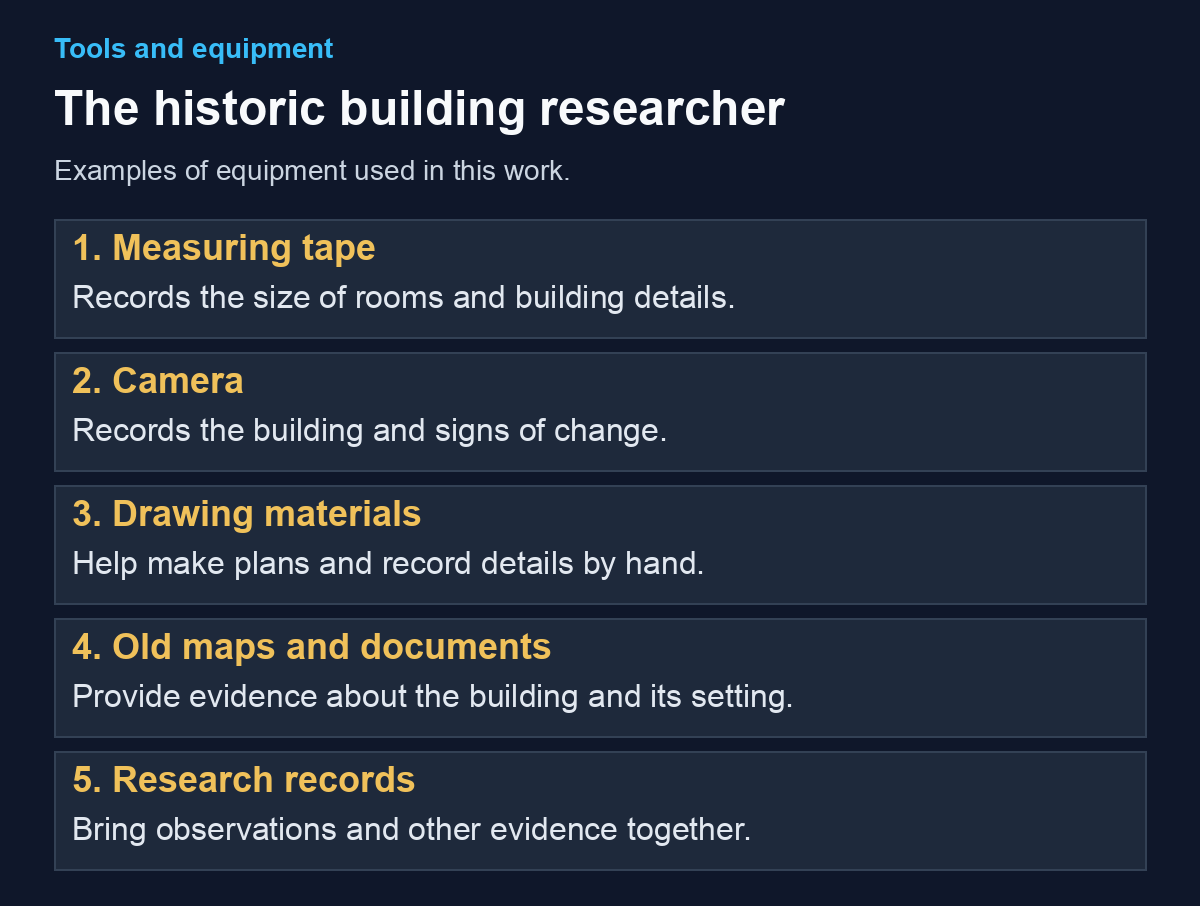 Tools and equipment
The historic building researcher
Examples of equipment used in this work.
1. Measuring tape
Records the size of rooms and building details.
2. Camera
Records the building and signs of change.
3. Drawing materials
Help make plans and record details by hand.
4. Old maps and documents
Provide evidence about the building and its setting.
5. Research records
Bring observations and other evidence together.